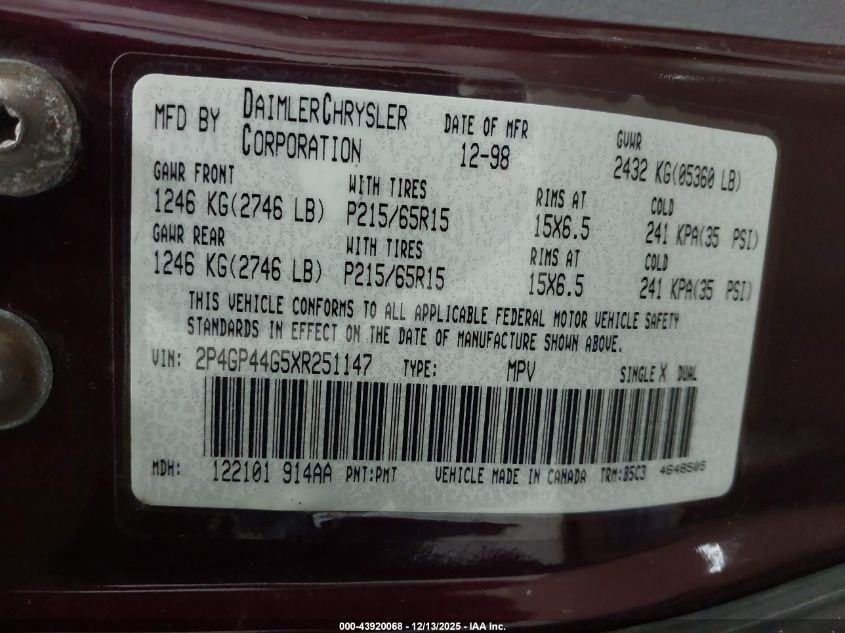 MFD BY DAIMLERCHRYSLER CORPORATION DATE OF MFR 12-98 GVWR 2432 KG(05360 LB)
GAWR FRONT WITH TIRES RIMS AT COLD
1246 KG(2746 LB) P215/65R15 15X6.5 241 KPA(35 PSI)
GAWR REAR WITH TIRES RIMS AT COLD
1246 KG(2746 LB) P215/65R15 15X6.5 241 KPA(35 PSI)
THIS VEHICLE CONFORMS TO ALL APPLICABLE FEDERAL MOTOR VEHICLE SAFETY
STANDARDS IN EFFECT ON THE DATE OF MANUFACTURE SHOWN ABOVE.
VIN: 2P4GP44G5XR251147 TYPE: MPV SINGLE X DUAL
MDH: 122101 914AA PNT:PMT VEHICLE MADE IN CANADA TRM:B5C3 4648505
000-43920068 - 12/13/2025 - IAA Inc.